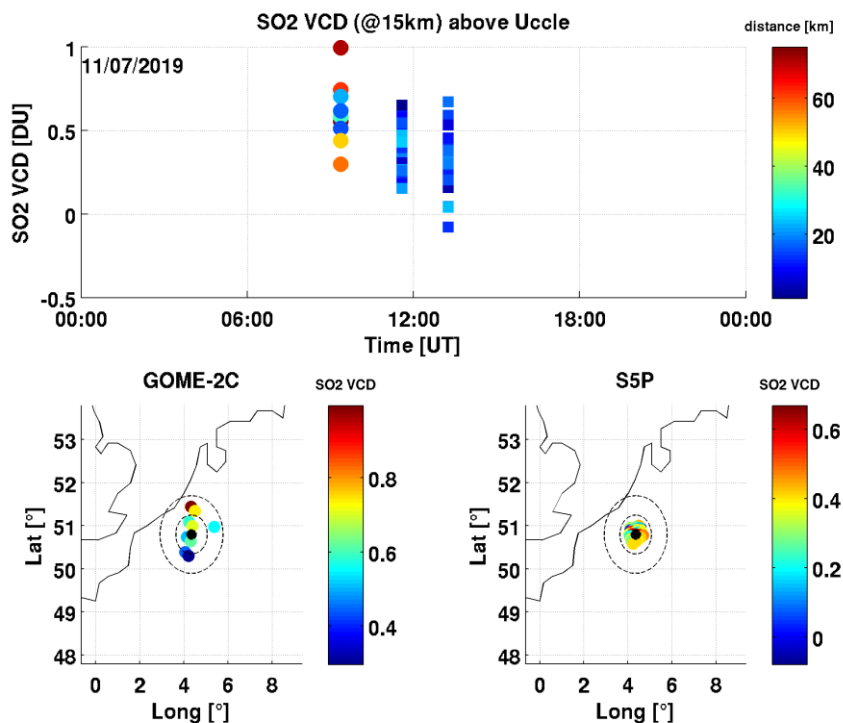 SO2 VCD (@15km) above Uccle
distance [km]
11/07/2019
SO2 VCD [DU]
1
0.5
0
-0.5
00:00 06:00 12:00 18:00 00:00
Time [UT]
60
40
20
GOME-2C
SO2 VCD
Lat [°]
53
52
51
50
49
48
0 2 4 6 8
Long [°]
0.8
0.6
0.4
S5P
SO2 VCD
Lat [°]
53
52
51
50
49
48
0 2 4 6 8
Long [°]
0.6
0.4
0.2
0